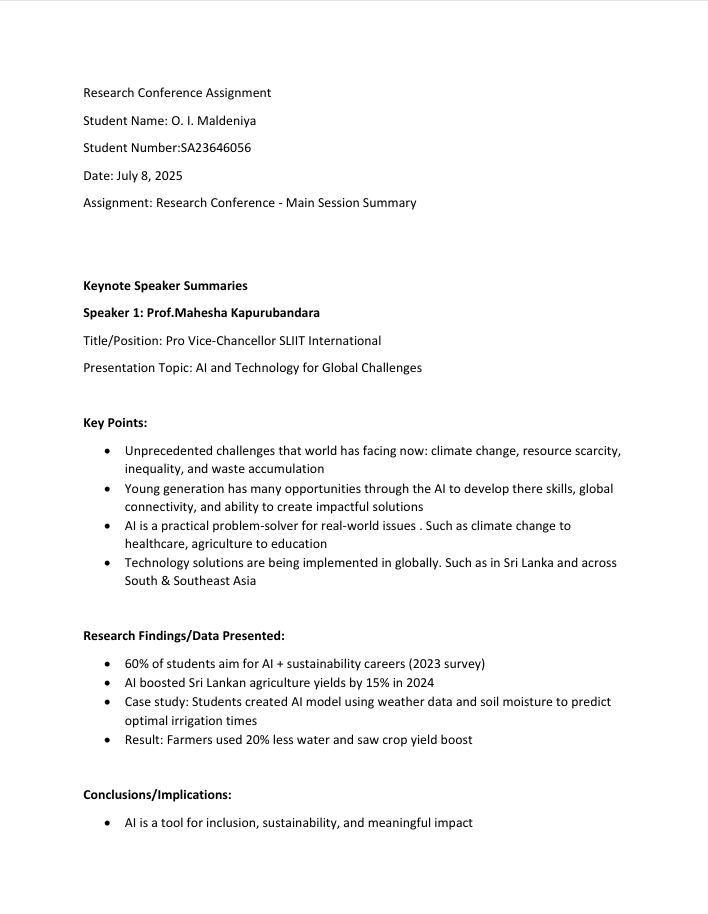 Research Conference Assignment
Student Name: O. I. Maldeniya
Student Number:SA23646056
Date: July 8, 2025
Assignment: Research Conference - Main Session Summary
Keynote Speaker Summaries
Speaker 1: Prof.Mahesha Kapurubandara
Title/Position: Pro Vice-Chancellor SLIIT International
Presentation Topic: AI and Technology for Global Challenges
Key Points:
• Unprecedented challenges that world has facing now: climate change, resource scarcity,
inequality, and waste accumulation
• Young generation has many opportunities through the AI to develop there skills, global
connectivity, and ability to create impactful solutions
• AI is a practical problem-solver for real-world issues . Such as climate change to
healthcare, agriculture to education
• Technology solutions are being implemented in globally. Such as in Sri Lanka and across
South & Southeast Asia
Research Findings/Data Presented:
• 60% of students aim for AI + sustainability careers (2023 survey)
• AI boosted Sri Lankan agriculture yields by 15% in 2024
• Case study: Students created AI model using weather data and soil moisture to predict
optimal irrigation times
• Result: Farmers used 20% less water and saw crop yield boost
Conclusions/Implications:
• AI is a tool for inclusion, sustainability, and meaningful impact